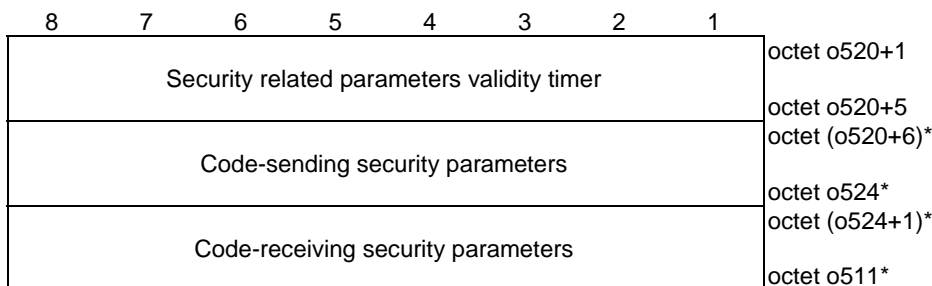 8 7 6 5 4 3 2 1
octet o520+1
Security related parameters validity timer
octet o520+5
octet (o520+6)*
Code-sending security parameters
octet o524*
octet (o524+1)*
Code-receiving security parameters
octet o511*